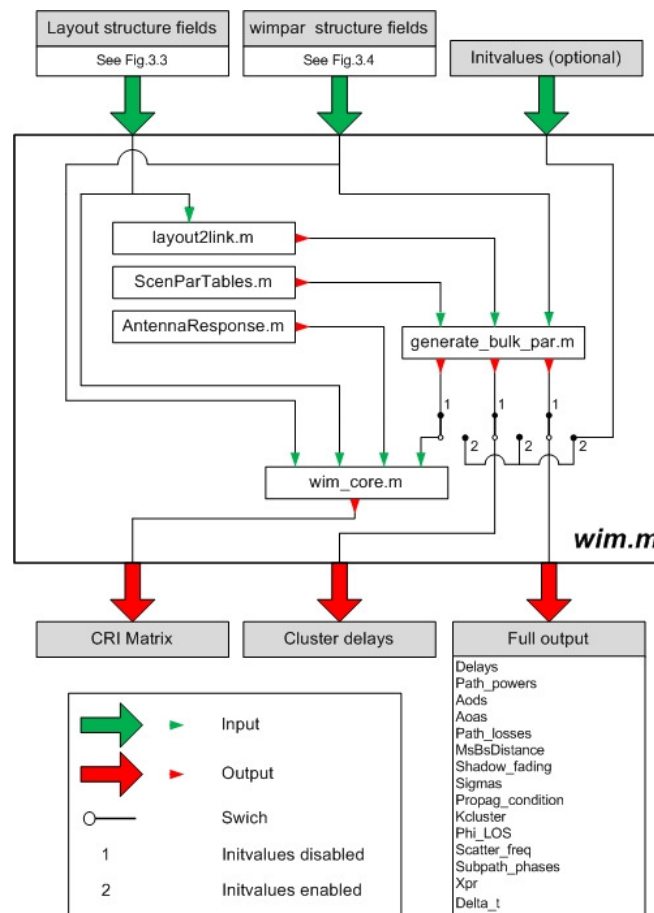 Layout structure fields
See Fig.3.3
wimpar structure fields
See Fig.3.4
Initvalues (optional)
layout2link.m
ScenParTables.m
AntennaResponse.m
generate_bulk_par.m
1
1
1
2
2
2
wim_core.m
wim.m
CRI Matrix
Cluster delays
Full output
Delays
Path_powers
Aods
Aoas
Path_losses
MsBsDistance
Shadow_fading
Sigmas
Propag_condition
Kcluster
Phi_LOS
Scatter_freq
Subpath_phases
Xpr
Delta_t
Input
Output
Swich
1 Initvalues disabled
2 Initvalues enabled